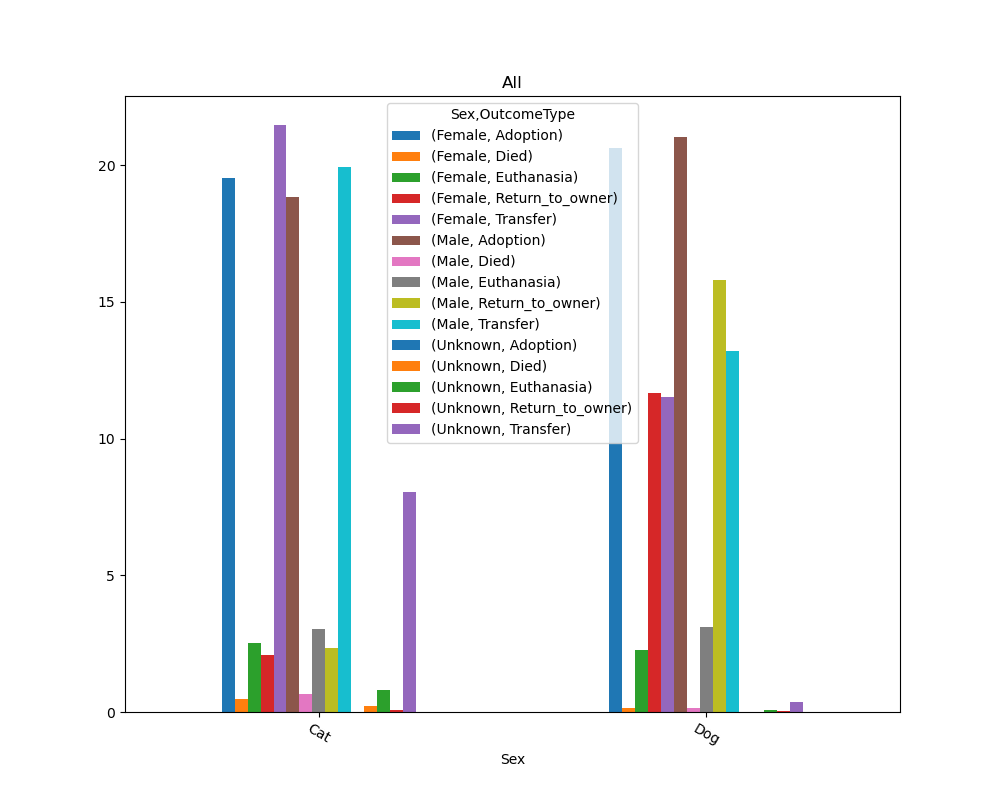 All
Sex,OutcomeType
(Female, Adoption)
(Female, Died)
(Female, Euthanasia)
(Female, Return_to_owner)
(Female, Transfer)
(Male, Adoption)
(Male, Died)
(Male, Euthanasia)
(Male, Return_to_owner)
(Male, Transfer)
(Unknown, Adoption)
(Unknown, Died)
(Unknown, Euthanasia)
(Unknown, Return_to_owner)
(Unknown, Transfer)
20
15
10
5
0
Cat
Dog
Sex